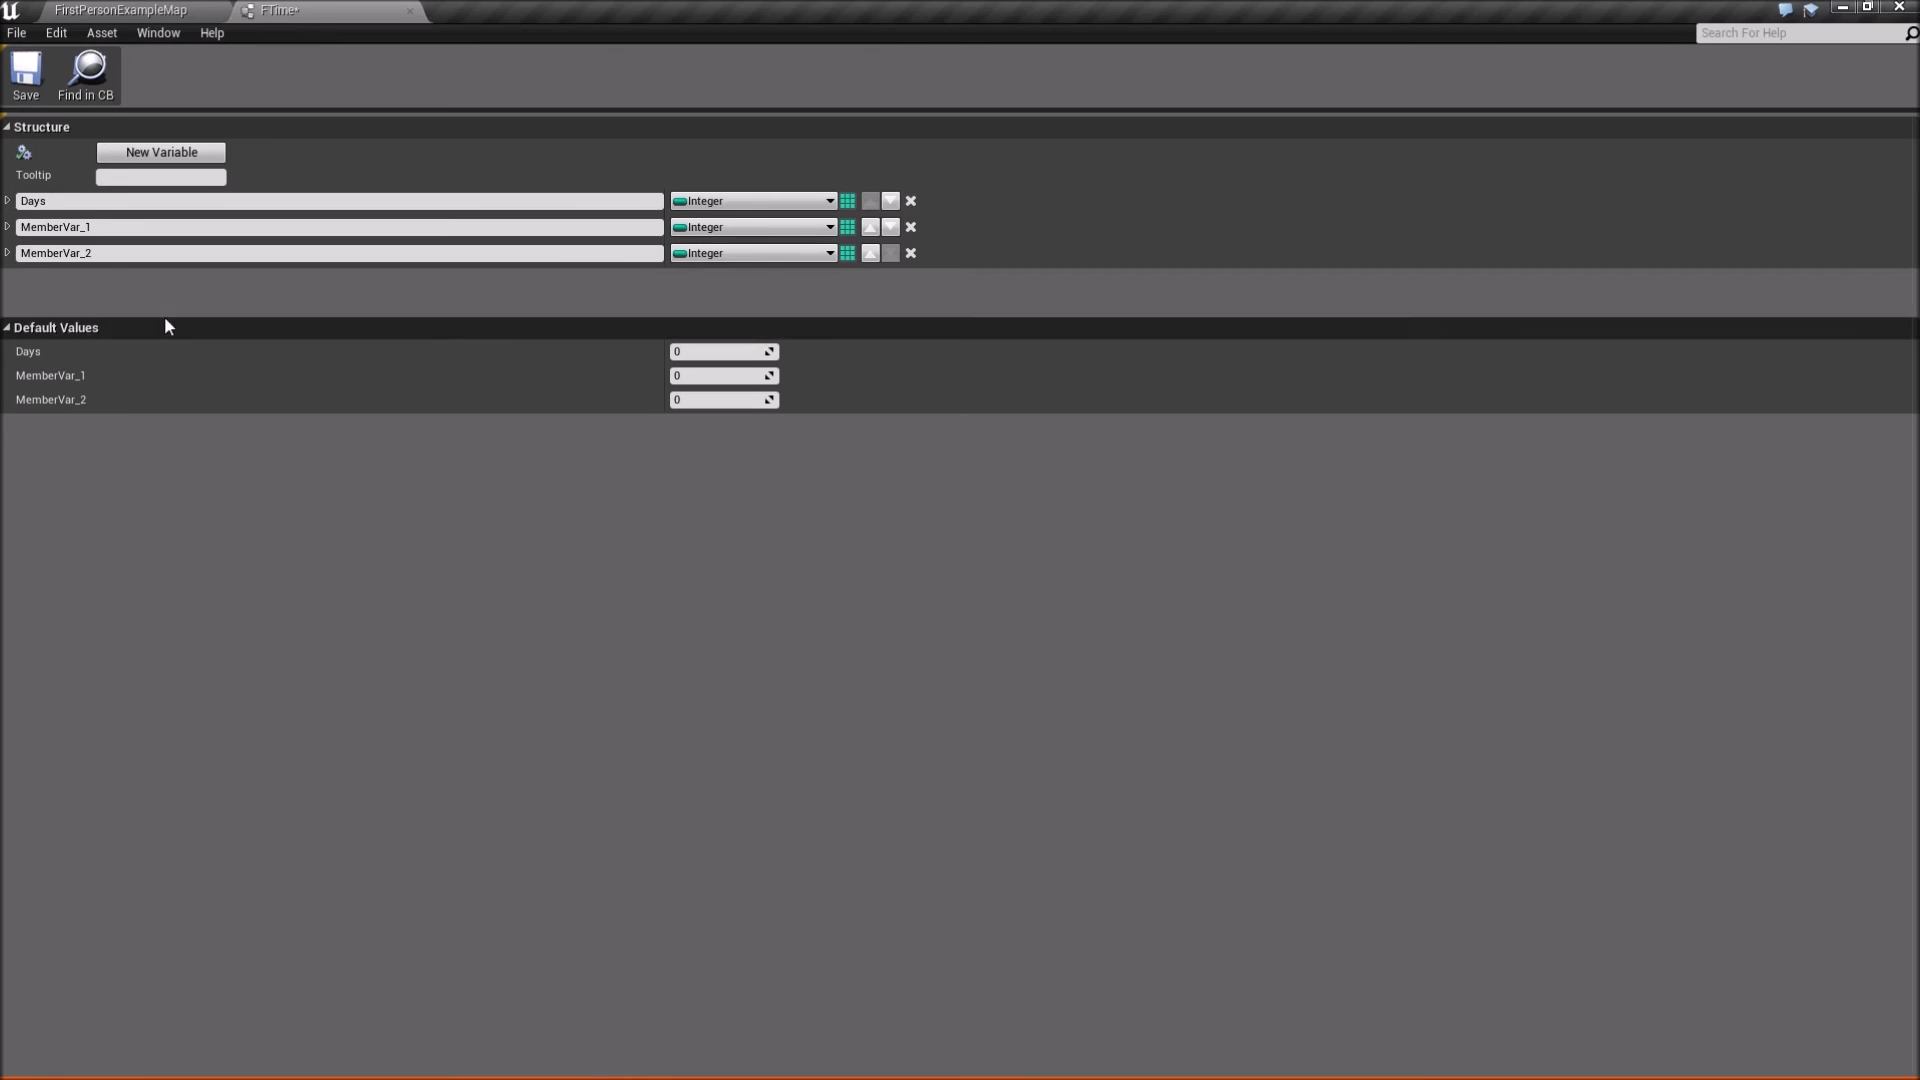 FirstPersonExampleMap
FTime*
File Edit Asset Window Help
Search For Help
Save
Find in CB
Structure
New Variable
Tooltip
Days
Integer
MemberVar_1
Integer
MemberVar_2
Integer
Default Values
Days
0
MemberVar_1
0
MemberVar_2
0